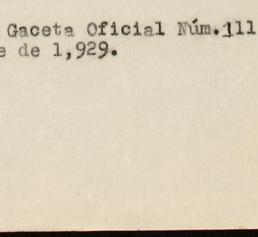 Gaceta Oficial Núm.111
e de 1,929.